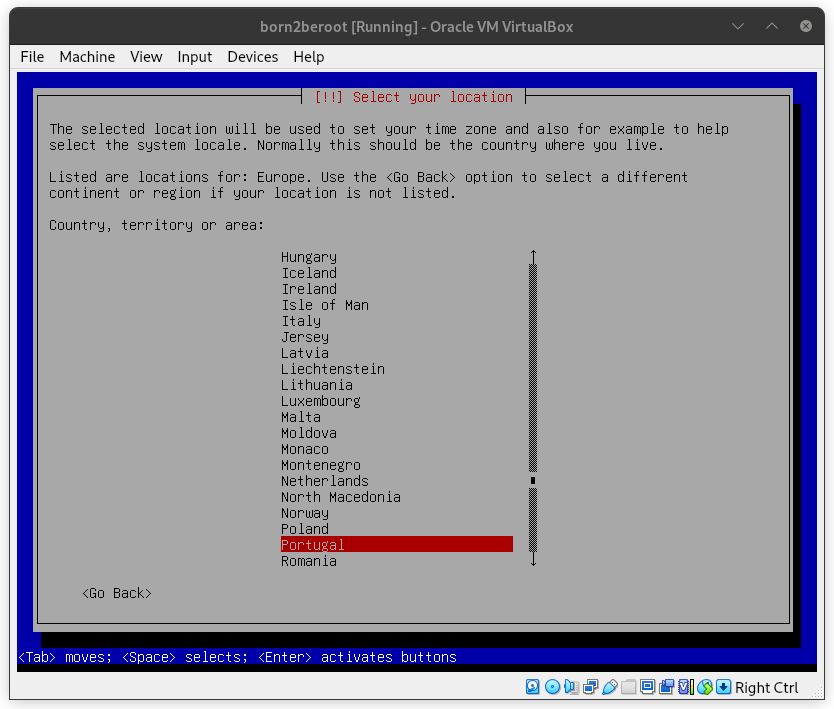 born2beroot [Running] - Oracle VM VirtualBox
File Machine View Input Devices Help
[!!] Select your location
The selected location will be used to set your time zone and also for example to help
select the system locale. Normally this should be the country where you live.
Listed are locations for: Europe. Use the <Go Back> option to select a different
continent or region if your location is not listed.
Country, territory or area:
Hungary
Iceland
Ireland
Isle of Man
Italy
Jersey
Latvia
Liechtenstein
Lithuania
Luxembourg
Malta
Moldova
Monaco
Montenegro
Netherlands
North Macedonia
Norway
Poland
Portugal
Romania
<Go Back>
<Tab> moves; <Space> selects; <Enter> activates buttons
Right Ctrl